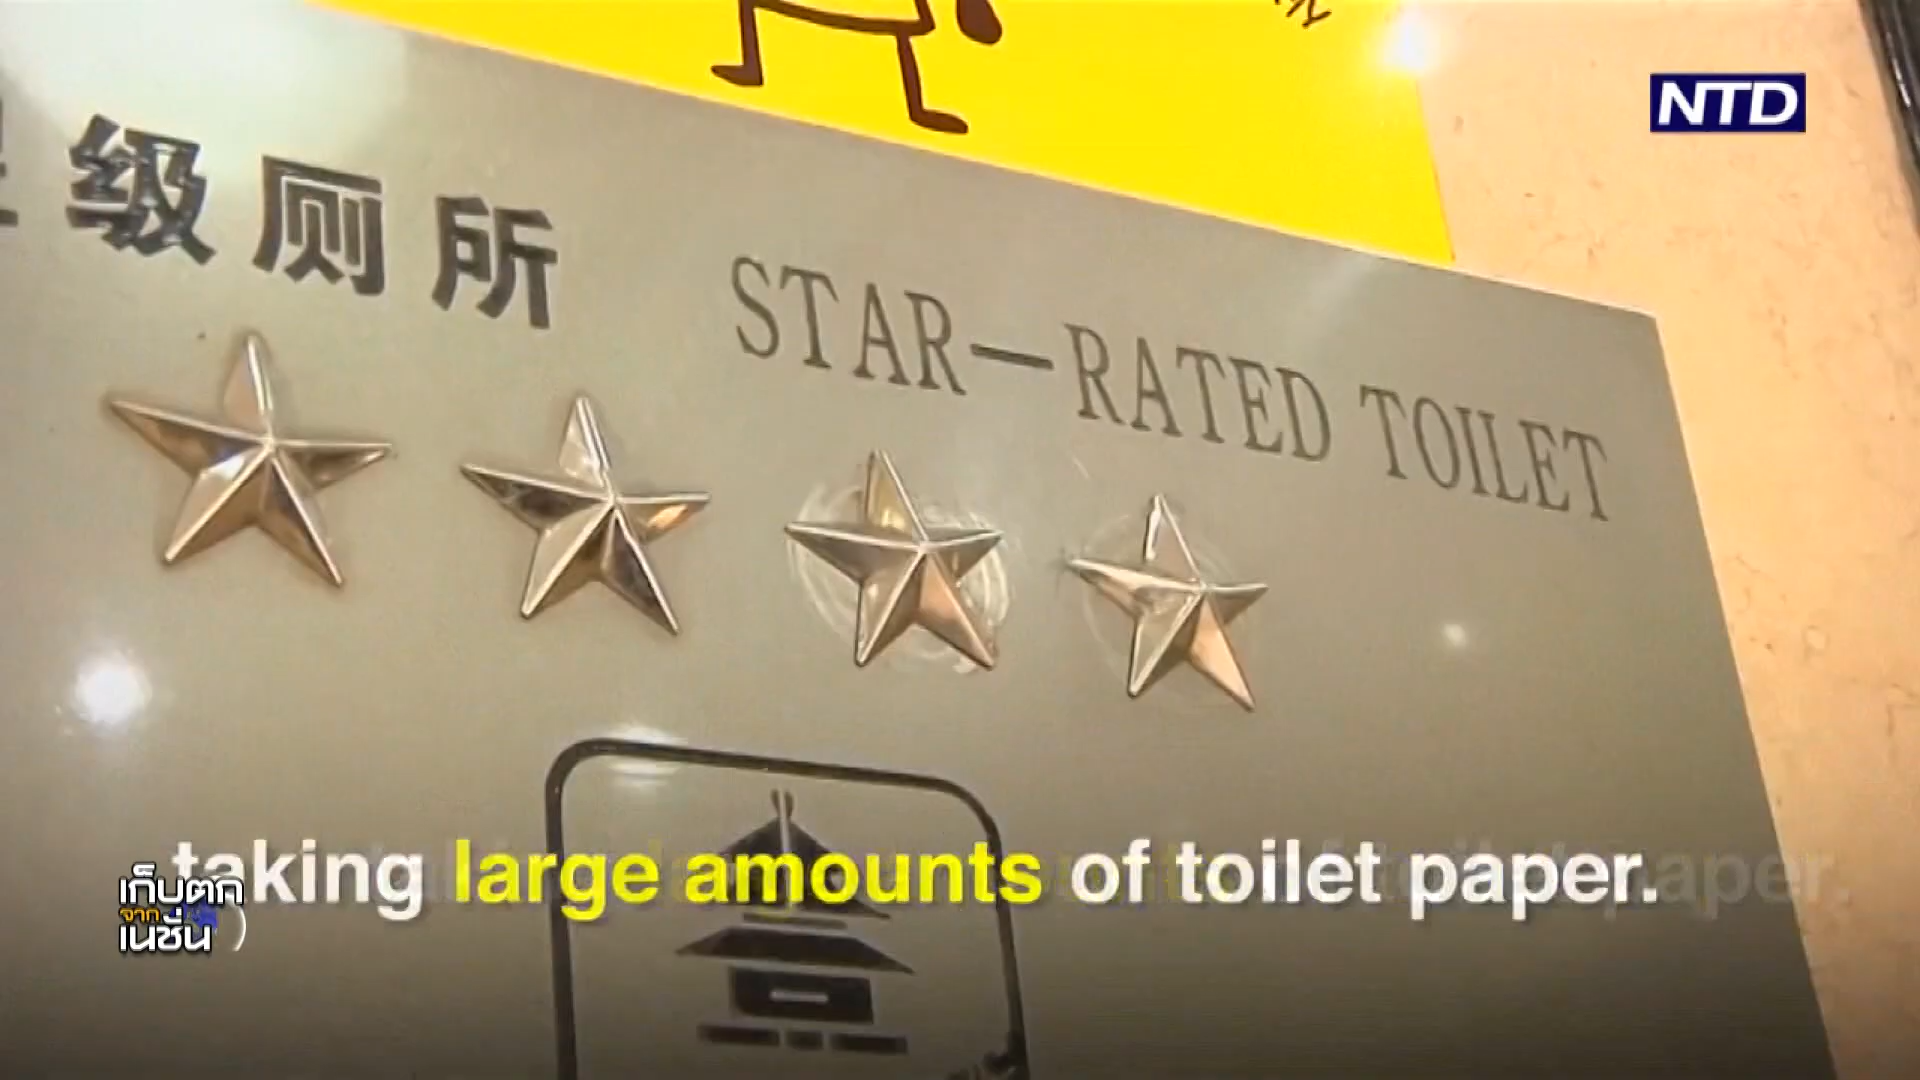 NTD
级厕所
STAR-RATED TOILET
taking large amounts of toilet paper.
เก็บตก
จาก
เนชั่น